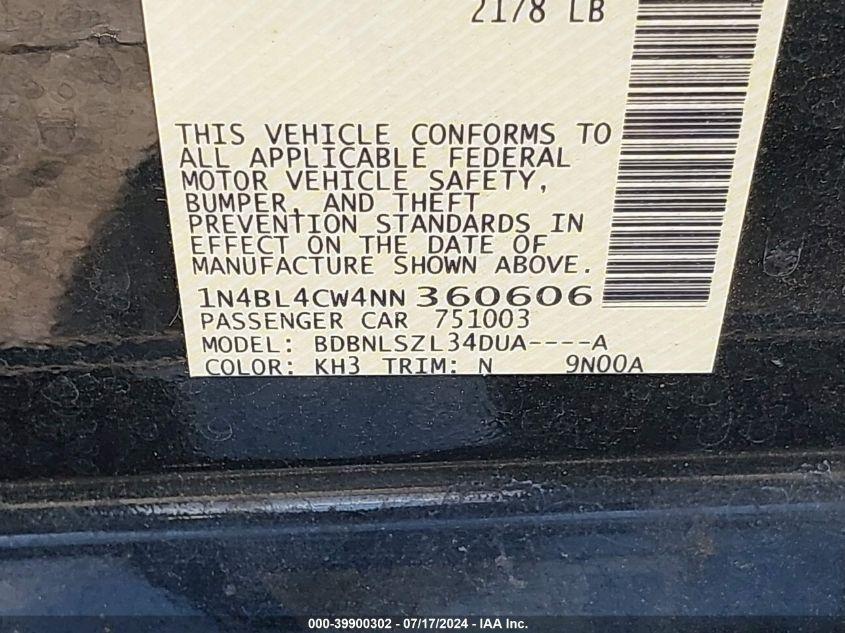 2178 LB
THIS VEHICLE CONFORMS TO
ALL APPLICABLE FEDERAL
MOTOR VEHICLE SAFETY,
BUMPER, AND THEFT
PREVENTION STANDARDS IN
EFFECT ON THE DATE OF
MANUFACTURE SHOWN ABOVE.
1N4BL4CW4NN 360606
PASSENGER CAR 751003
MODEL: BDBNLSZL34DUA----A
COLOR: KH3 TRIM: N 9N00A
000-39900302 - 07/17/2024 - IAA Inc.